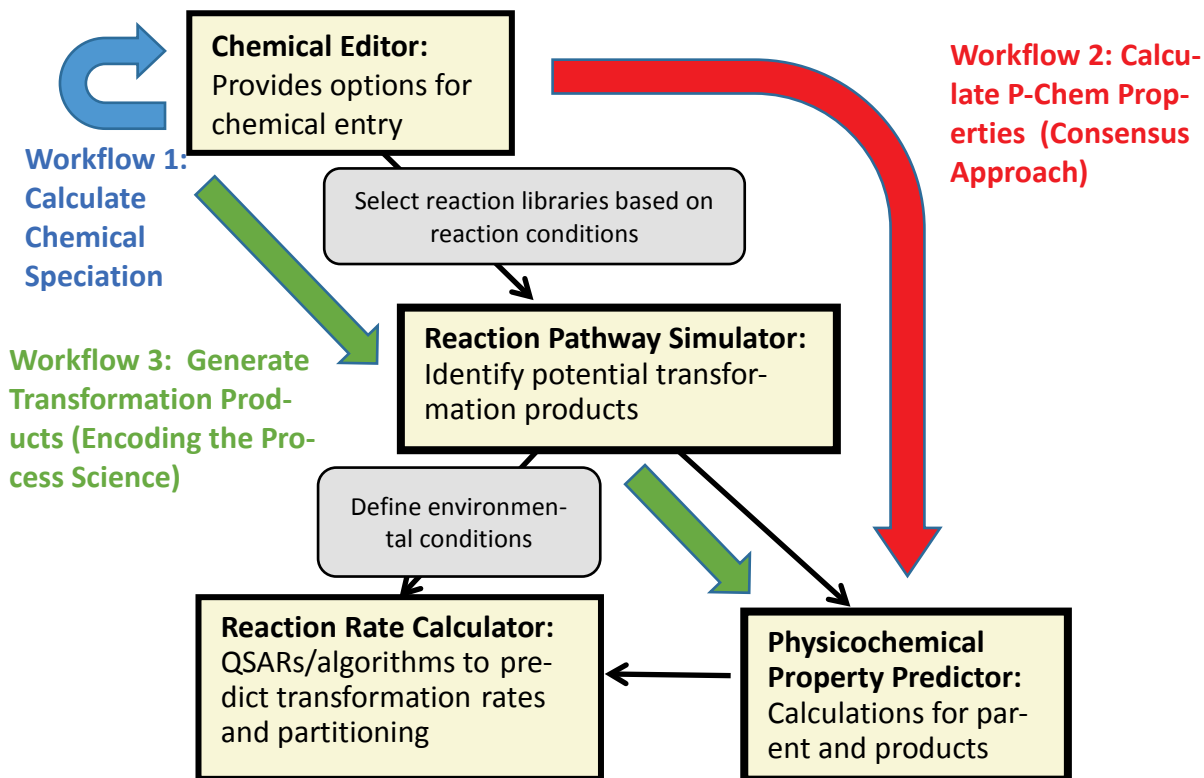 Chemical Editor:
Provides options for
chemical entry
Workflow 2: Calcu-
late P-Chem Prop-
erties (Consensus
Approach)
Workflow 1:
Calculate
Chemical
Speciation
Select reaction libraries based on
reaction conditions
Reaction Pathway Simulator:
Identify potential transfor-
mation products
Workflow 3: Generate
Transformation Prod-
ucts (Encoding the Pro-
cess Science)
Define environmen-
tal conditions
Reaction Rate Calculator:
QSARs/algorithms to pre-
dict transformation rates
and partitioning
Physicochemical
Property Predictor:
Calculations for par-
ent and products